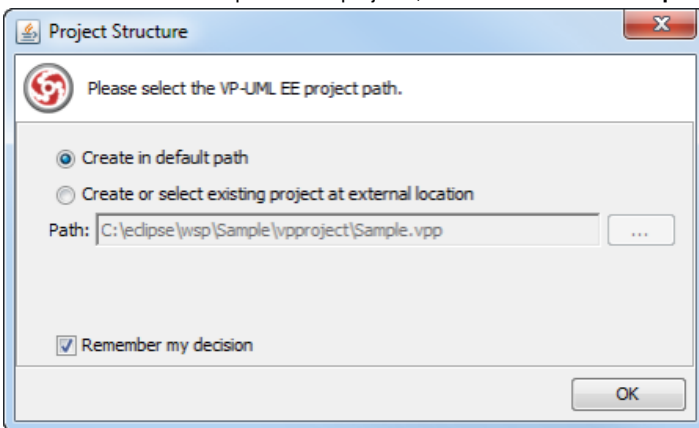 Project Structure
Please select the VP-UML EE project path.
Create in default path
Create or select existing project at external location
Path: C:\eclipse\wsp\Sample\vpproject\Sample.vpp ...
Remember my decision
OK